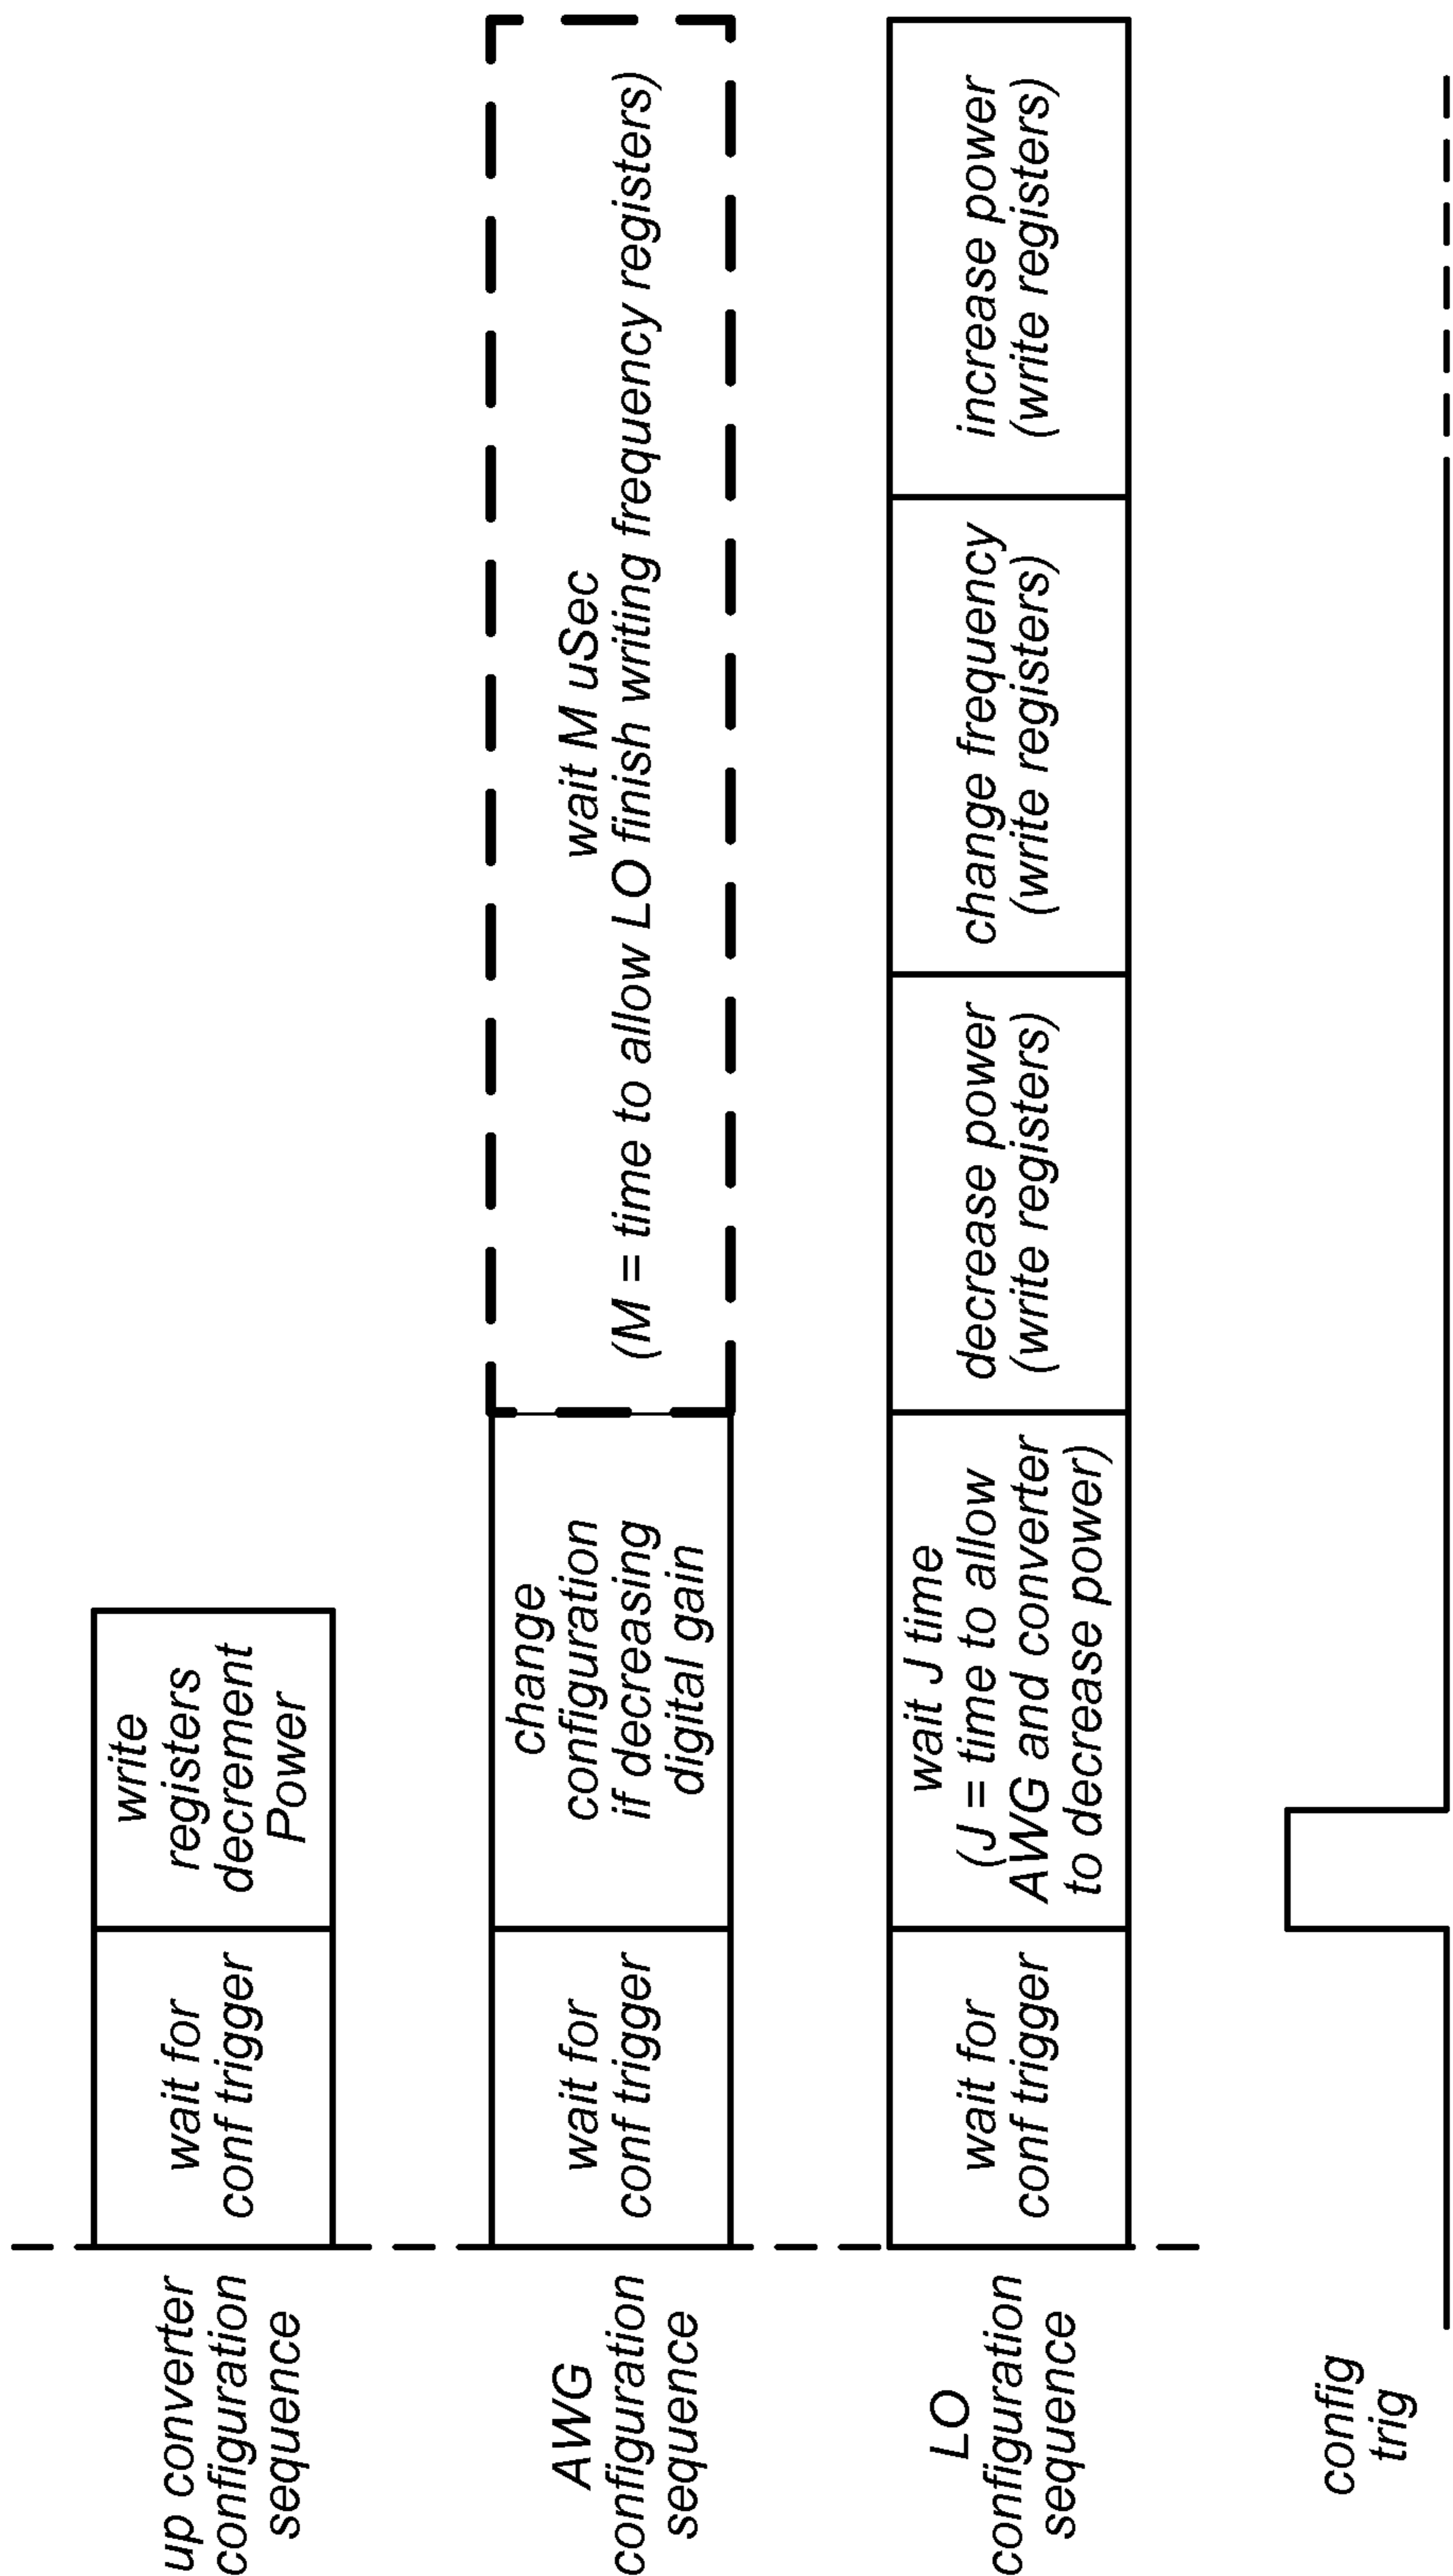 up converter
configuration
sequence
wait for
conf trigger
write
registers
decrement
Power
AWG
configuration
sequence
wait for
conf trigger
change
configuration
if decreasing
digital gain
wait M uSec
(M = time to allow LO finish writing frequency registers)
LO
configuration
sequence
wait for
conf trigger
wait J time
(J = time to allow
AWG and converter
to decrease power)
decrease power
(write registers)
change frequency
(write registers)
increase power
(write registers)
config
trig